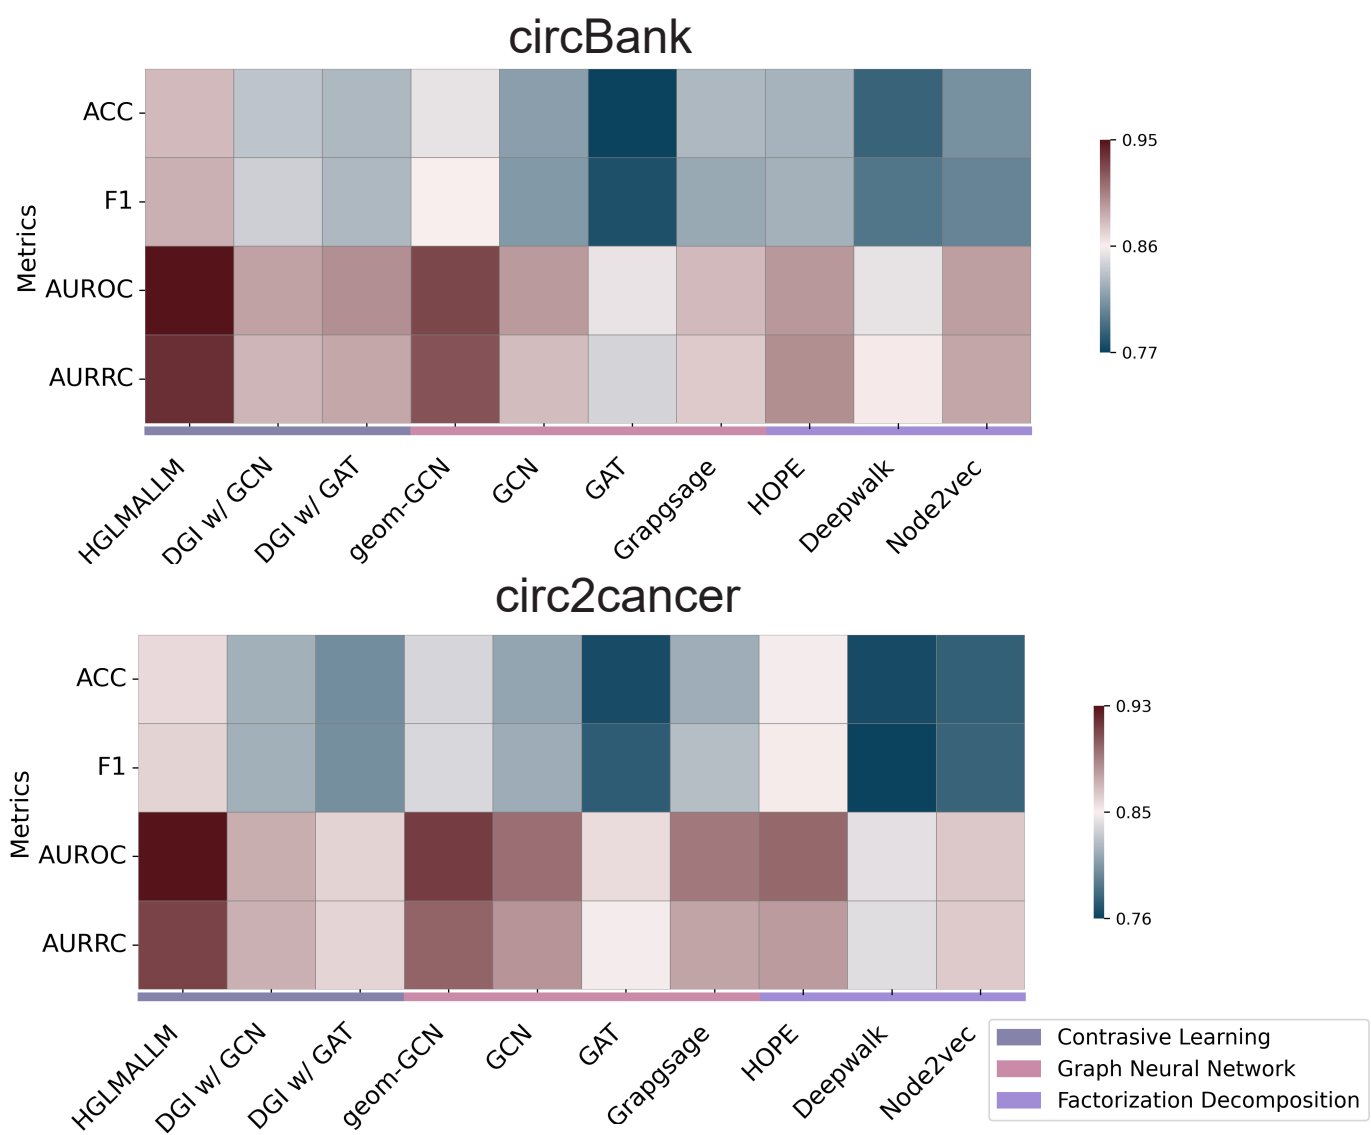 circBank
Metrics
ACC
F1
AUROC
AURRC
0.95
0.86
0.77
HGLMALLM
DGI w/ GCN
DGI w/ GAT
geom-GCN
GCN
GAT
Grapgsage
HOPE
Deepwalk
Node2vec
circ2cancer
Metrics
ACC
F1
AUROC
AURRC
0.93
0.85
0.76
HGLMALLM
DGI w/ GCN
DGI w/ GAT
geom-GCN
GCN
GAT
Grapgsage
HOPE
Deepwalk
Node2vec
Contrasive Learning
Graph Neural Network
Factorization Decomposition